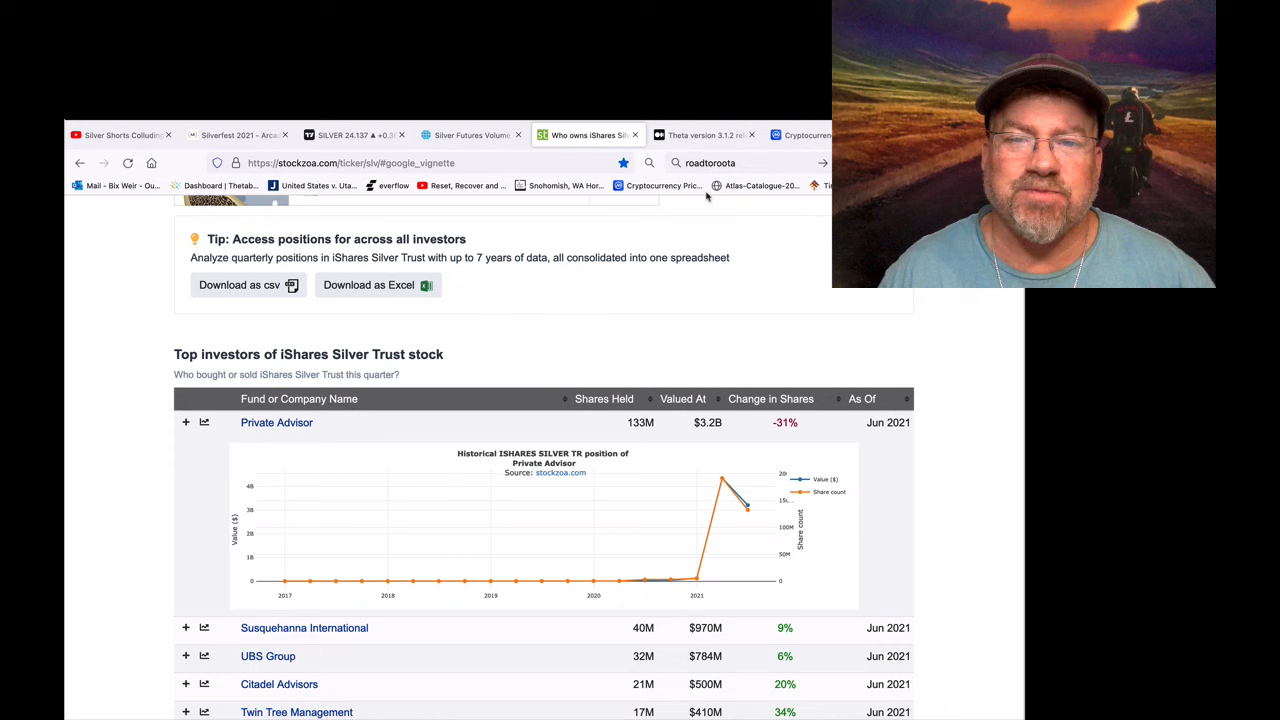 Silver Shorts Colluding
Silverfest 2021 - Arca
SILVER 24.137 ▲ +0.3
Silver Futures Volume
Who owns iShares Silv
Theta version 3.1.2 rel
Cryptocurren
https://stockzoa.com/ticker/slv/#google_vignette
roadtoroota
Mail - Bix Weir - Ou...
Dashboard | Thetab...
United States v. Uta...
everflow
Reset, Recover and ...
Snohomish, WA Hor...
Cryptocurrency Pric...
Atlas-Catalogue-20...
Tip: Access positions for across all investors
Analyze quarterly positions in iShares Silver Trust with up to 7 years of data, all consolidated into one spreadsheet
Download as csv
Download as Excel
Top investors of iShares Silver Trust stock
Who bought or sold iShares Silver Trust this quarter?
Fund or Company Name Shares Held Valued At Change in Shares As Of
Private Advisor 133M $3.2B -31% Jun 2021
Historical ISHARES SILVER TR position of
Private Advisor
Source: stockzoa.com
Value ($)
4B
3B
2B
1B
0
2017 2018 2019 2020 2021
100M
50M
0
Share count
Value ($)
Share count
Susquehanna International 40M $970M 9% Jun 2021
UBS Group 32M $784M 6% Jun 2021
Citadel Advisors 21M $500M 20% Jun 2021
Twin Tree Management 17M $410M 34% Jun 2021